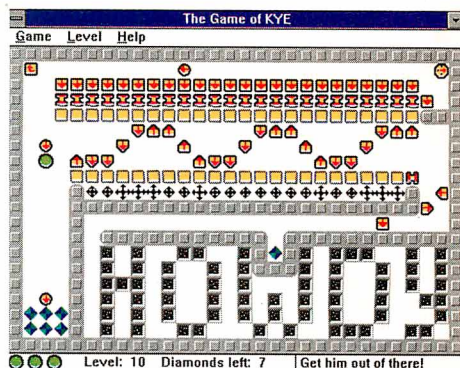 The Game of KYE
Game Level Help
HOWDY
Level: 10 Diamonds left: 7 Get him out of there!